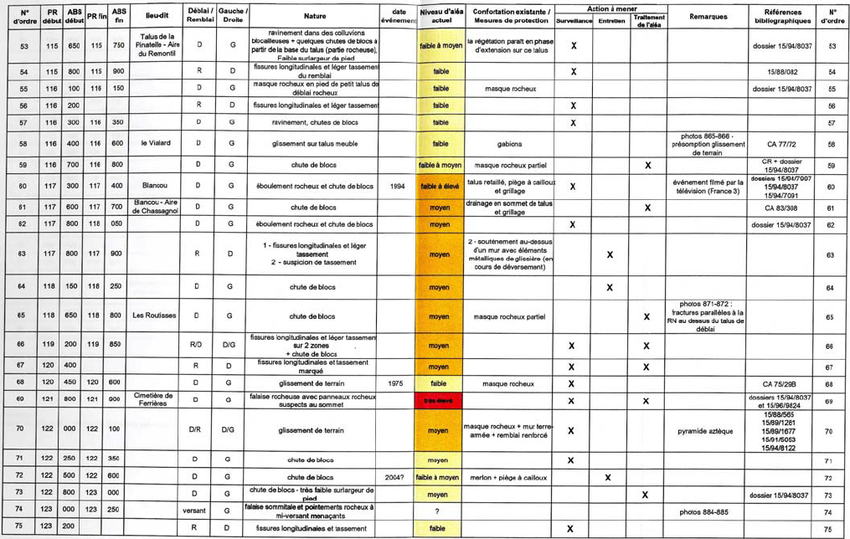 N° d'ordre | PR début | ABS début | PR fin | ABS fin | lieudit | Déblai / Remblai | Gauche / Droite | Nature | date événement | Niveau d'aléa actuel | Confortation existante / Mesures de protection | Action à mener | Remarques | Références bibliographiques | N° d'ordre
Surveillance | Entretien | Traitement de l'aléa
53 | 115 | 650 | 115 | 750 | Talus de la Pinatelle - Aire du Remontil | D | G | ravinement dans des colluvions blocailleuses + quelques chutes de blocs à partir de la base du talus (partie rocheuse), Faible surlargeur de pied | faible à moyen | la végétation paraît en phase d'extension sur ce talus | X | dossier 15/94/8037 | 53
54 | 115 | 800 | 115 | 900 | R | D | fissures longitudinales et léger tassement du remblai | faible | X | 15/88/082 | 54
55 | 116 | 100 | 116 | 150 | D | G | masque rocheux en pied de petit talus de déblai rocheux | faible | masque rocheux | dossier 15/94/8037 | 55
56 | 116 | 200 | R | D | fissures longitudinales et léger tassement | faible | X | 56
57 | 116 | 300 | 116 | 350 | D | G | ravinement, chutes de blocs | faible | X | 57
58 | 116 | 400 | 116 | 600 | le Vialard | D | G | glissement sur talus meuble | faible | gabions | photos 865-866 - présomption glissement de terrain | CA 77/72 | 58
59 | 116 | 700 | 116 | 800 | D | G | chute de blocs | faible à moyen | masque rocheux partiel | X | CR + dossier 15/94/8037 | 59
60 | 117 | 300 | 117 | 400 | Blancou | D | G | éboulement rocheux et chute de blocs | 1994 | faible à élevé | talus retaillé, piège à cailloux et grillage | X | événement filmé par la télévision (France 3) | dossiers 15/94/7997 15/94/8037 15/94/7091 | 60
61 | 117 | 600 | 117 | 700 | Bancou - Aire de Chassagnol | D | G | chute de blocs | moyen | drainage en sommet de talus et grillage | X | CA 83/308 | 61
62 | 117 | 800 | 118 | 050 | D | G | éboulement rocheux et chute de blocs | moyen | X | dossier 15/94/8037 | 62
63 | 117 | 800 | 117 | 900 | R | D | 1 - fissures longitudinales et léger tassement 2 - suspicion de tassement | moyen | 2 - soutènement au-dessus d'un mur avec éléments métalliques de glissière (en cours de déversement) | X | 63
64 | 118 | 150 | 118 | 250 | D | G | chute de blocs | moyen | X | 64
65 | 118 | 650 | 118 | 800 | Les Routisses | D | G | chute de blocs | moyen | masque rocheux partiel | X | photos 871-872 : fractures parallèles à la RN au dessus du talus de déblai | 65
66 | 119 | 200 | 119 | 850 | R/D | D/G | fissures longitudinales et léger tassement sur 2 zones + chute de blocs | moyen | X | X | 66
67 | 120 | 400 | R | D | fissures longitudinales et tassement marqué | moyen | X | X | 67
68 | 120 | 450 | 120 | 600 | D | G | glissement de terrain | 1975 | faible | masque rocheux | X | CA 75/29B | 68
69 | 121 | 800 | 121 | 900 | Cimetière de Ferrières | D | G | falaise rocheuse avec panneaux rocheux suspects au sommet | très élevé | X | X | dossiers 15/94/8037 et 15/96/9824 | 69
70 | 122 | 000 | 122 | 100 | D/R | D/G | glissement de terrain | moyen | masque rocheux + mur terre-armée + remblai renforcé | X | pyramide aztèque | 15/88/565 15/89/1261 15/89/1677 15/91/5053 15/94/8122 | 70
71 | 122 | 250 | 122 | 350 | D | G | chute de blocs | moyen | X | 71
72 | 122 | 500 | 122 | 600 | D | G | chute de blocs | 2004? | faible à moyen | merlon + piège à cailloux | X | 72
73 | 122 | 800 | 123 | 000 | D | G | chute de blocs - très faible surlargeur de pied | moyen | X | dossier 15/94/8037 | 73
74 | 123 | 000 | 123 | 250 | versant | G | falaise sommitale et pointements rocheux à mi-versant menaçants | ? | photos 884-885 | 74
75 | 123 | 200 | R | D | fissures longitudinales et tassement | faible | X | 75